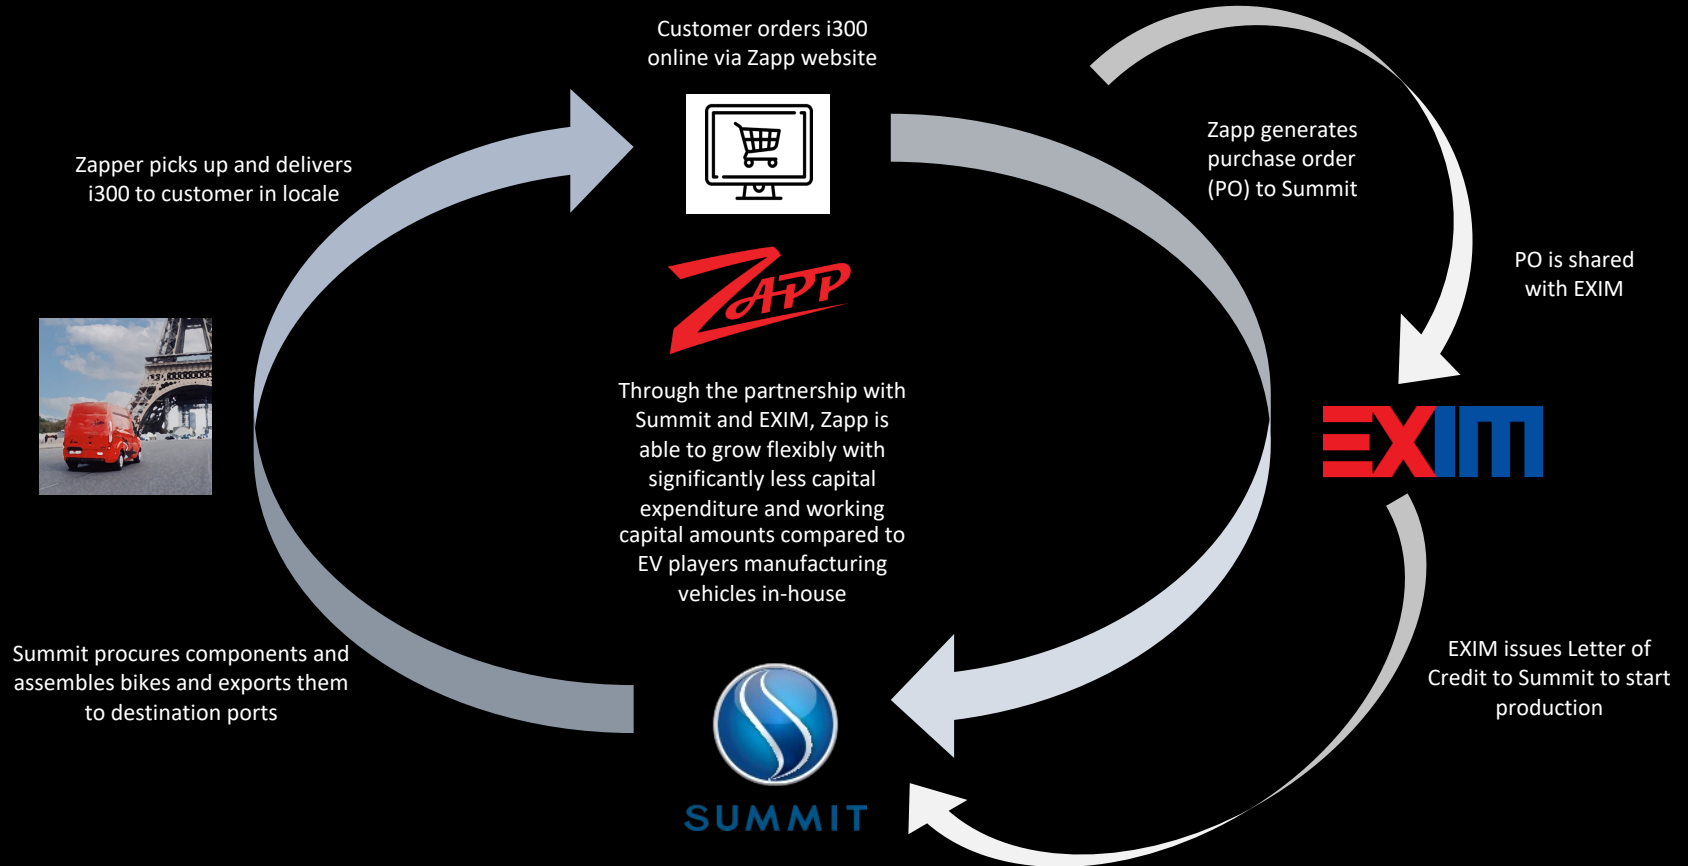 Customer orders i300
online via Zapp website
Zapper picks up and delivers
i300 to customer in locale
Zapp generates
purchase order
(PO) to Summit
PO is shared
with EXIM
ZAPP
Through the partnership with
Summit and EXIM, Zapp is
able to grow flexibly with
significantly less capital
expenditure and working
capital amounts compared to
EV players manufacturing
vehicles in-house
EXIM
Summit procures components and
assembles bikes and exports them
to destination ports
EXIM issues Letter of
Credit to Summit to start
production
SUMMIT